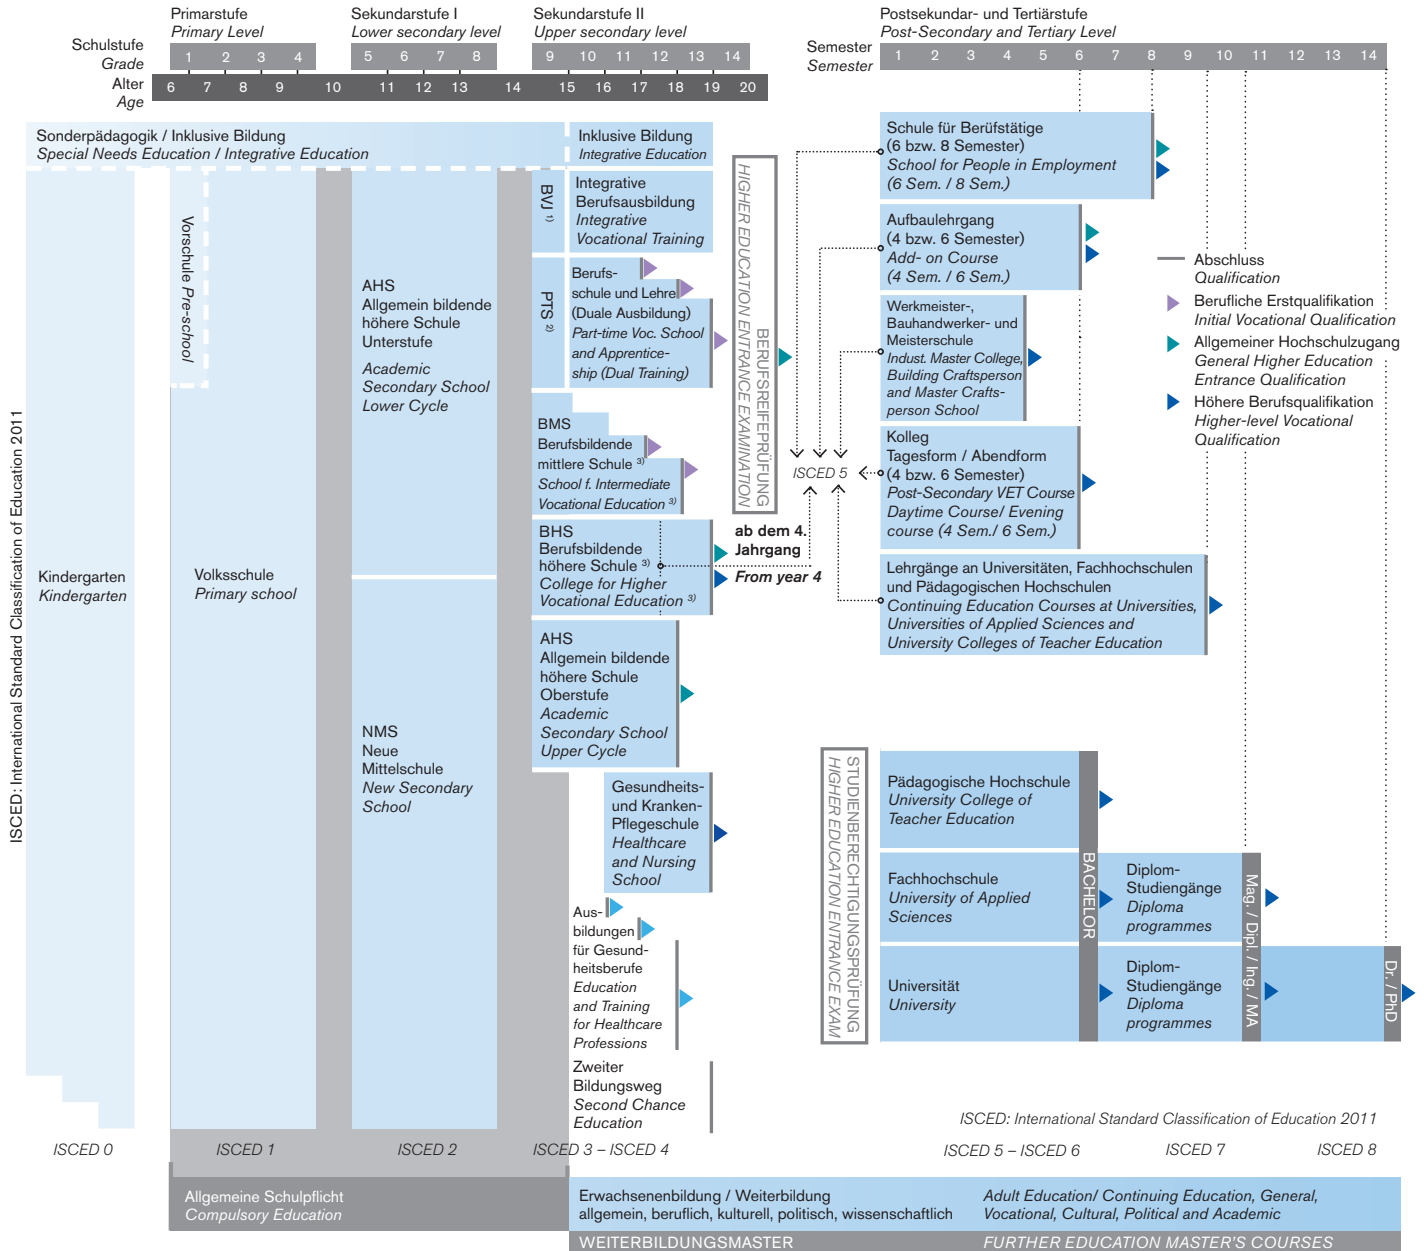 Primarstufe
Primary Level
Sekundarstufe I
Lower secondary level
Sekundarstufe II
Upper secondary level
Postsekundar- und Tertiärstufe
Post-Secondary and Tertiary Level
Schulstufe
Grade
1 2 3 4 5 6 7 8 9 10 11 12 13 14
Semester
Semester
1 2 3 4 5 6 7 8 9 10 11 12 13 14
Alter
Age
6 7 8 9 10 11 12 13 14 15 16 17 18 19 20
Sonderpädagogik / Inklusive Bildung
Special Needs Education / Integrative Education
Inklusive Bildung
Integrative Education
ISCED: International Standard Classification of Education 2011
Kindergarten
Kindergarten
Vorschule Pre-school
Volksschule
Primary school
AHS
Allgemein bildende
höhere Schule
Unterstufe
Academic
Secondary School
Lower Cycle
NMS
Neue
Mittelschule
New Secondary
School
BVJ 1)
Integrative
Berufsausbildung
Integrative
Vocational Training
PTS 2)
Berufs-
schule und Lehre
(Duale Ausbildung)
Part-time Voc. School
and Apprentice-
ship (Dual Training)
BMS
Berufsbildende
mittlere Schule 3)
School f. Intermediate
Vocational Education 3)
BHS
Berufsbildende
höhere Schule 3)
College for Higher
Vocational Education 3)
ab dem 4.
Jahrgang
From year 4
AHS
Allgemein bildende
höhere Schule
Oberstufe
Academic
Secondary School
Upper Cycle
Gesundheits-
und Kranken-
Pflegeschule
Healthcare
and Nursing
School
Aus-
bildungen
für Gesund-
heitsberufe
Education
and Training
for Healthcare
Professions
Zweiter
Bildungsweg
Second Chance
Education
BERUFSREIFEPRÜFUNG
HIGHER EDUCATION ENTRANCE EXAMINATION
ISCED 5
Schule für Berüfstätige
(6 bzw. 8 Semester)
School for People in Employment
(6 Sem. / 8 Sem.)
Aufbaulehrgang
(4 bzw. 6 Semester)
Add- on Course
(4 Sem. / 6 Sem.)
Werkmeister-,
Bauhandwerker- und
Meisterschule
Indust. Master College,
Building Craftsperson
and Master Crafts-
person School
Kolleg
Tagesform / Abendform
(4 bzw. 6 Semester)
Post-Secondary VET Course
Daytime Course/ Evening
course (4 Sem./ 6 Sem.)
Lehrgänge an Universitäten, Fachhochschulen
und Pädagogischen Hochschulen
Continuing Education Courses at Universities,
Universities of Applied Sciences and
University Colleges of Teacher Education
Abschluss
Qualification
Berufliche Erstqualifikation
Initial Vocational Qualification
Allgemeiner Hochschulzugang
General Higher Education
Entrance Qualification
Höhere Berufsqualifikation
Higher-level Vocational
Qualification
STUDIENBERECHTIGUNGSPRÜFUNG
HIGHER EDUCATION ENTRANCE EXAM
Pädagogische Hochschule
University College of
Teacher Education
Fachhochschule
University of Applied
Sciences
Universität
University
BACHELOR
Diplom-
Studiengänge
Diploma
programmes
Diplom-
Studiengänge
Diploma
programmes
Mag. / Dipl. / Ing. / MA
Dr. / PhD
ISCED: International Standard Classification of Education 2011
ISCED 0
ISCED 1
ISCED 2
ISCED 3 – ISCED 4
ISCED 5 – ISCED 6
ISCED 7
ISCED 8
Allgemeine Schulpflicht
Compulsory Education
Erwachsenenbildung / Weiterbildung
allgemein, beruflich, kulturell, politisch, wissenschaftlich
Adult Education/ Continuing Education, General,
Vocational, Cultural, Political and Academic
WEITERBILDUNGSMASTER
FURTHER EDUCATION MASTER'S COURSES